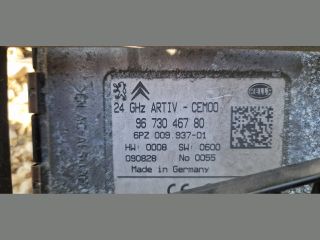 HELLA
24 GHz ARTIV - CEM00
96 730 467 80
6PZ 009 937-01
HW: 0008 SW: 0600
090828 No 0055
Made in Germany
CE